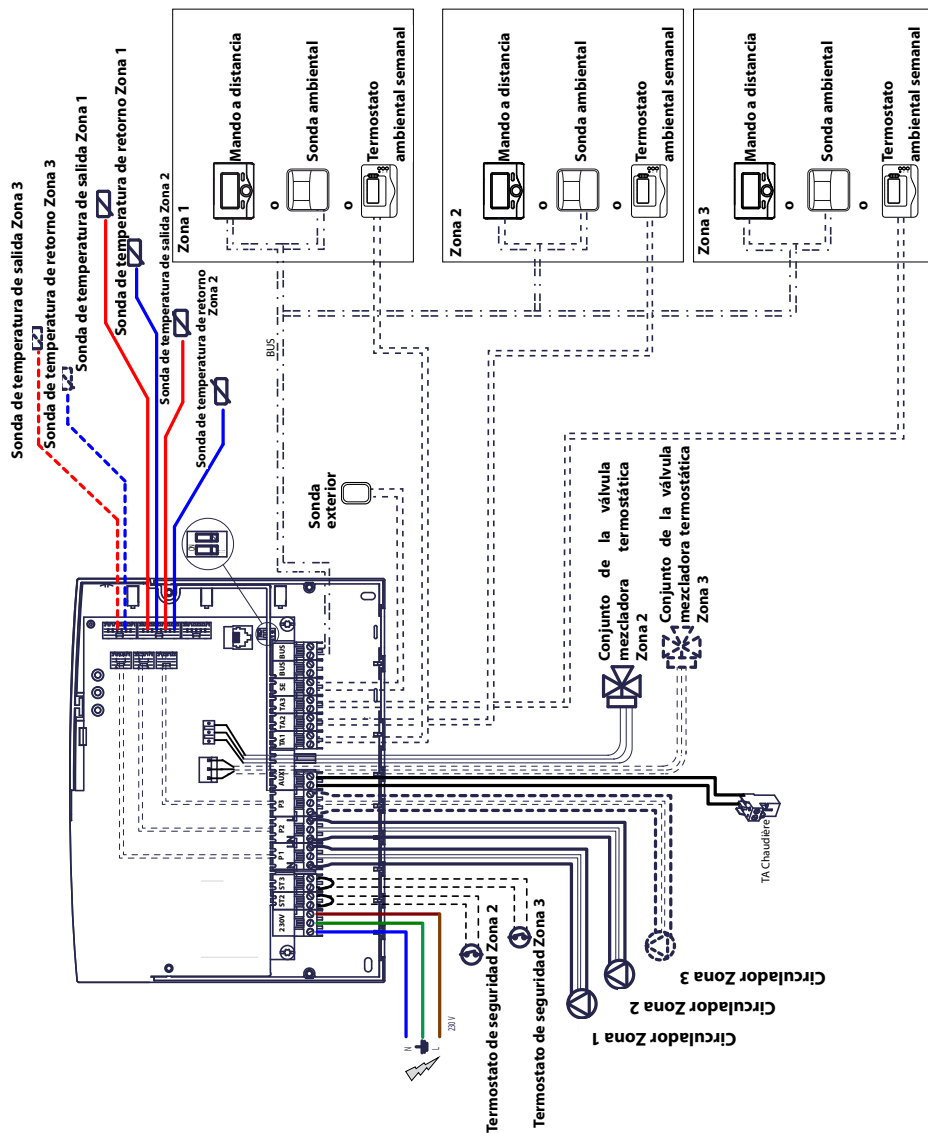 Sonda de temperatura de salida Zona 3
Sonda de temperatura de retorno Zona 3
Sonda de temperatura de salida Zona 1
Sonda de temperatura de retorno Zona 1
Sonda de temperatura de salida Zona 2
Sonda de temperatura de retorno
Zona 2
Zona 1
Mando a distancia
Sonda ambiental
Termostato
ambiental semanal
Zona 2
Mando a distancia
Sonda ambiental
Termostato
ambiental semanal
Zona 3
Mando a distancia
Sonda ambiental
Termostato
ambiental semanal
BUS
Sonda
exterior
Conjunto de la válvula
mezcladora termostática
Zona 2
Conjunto de la válvula
mezcladora termostática
Zona 3
230V
ST2
ST3
P1
P2
P3
AUX1
TA1
TA2
TA3
SE
BUS
BUS
N
N
TA Chaudière
N
L
230 V
Termostato de seguridad Zona 2
Termostato de seguridad Zona 3
Circulador Zona 1
Circulador Zona 2
Circulador Zona 3